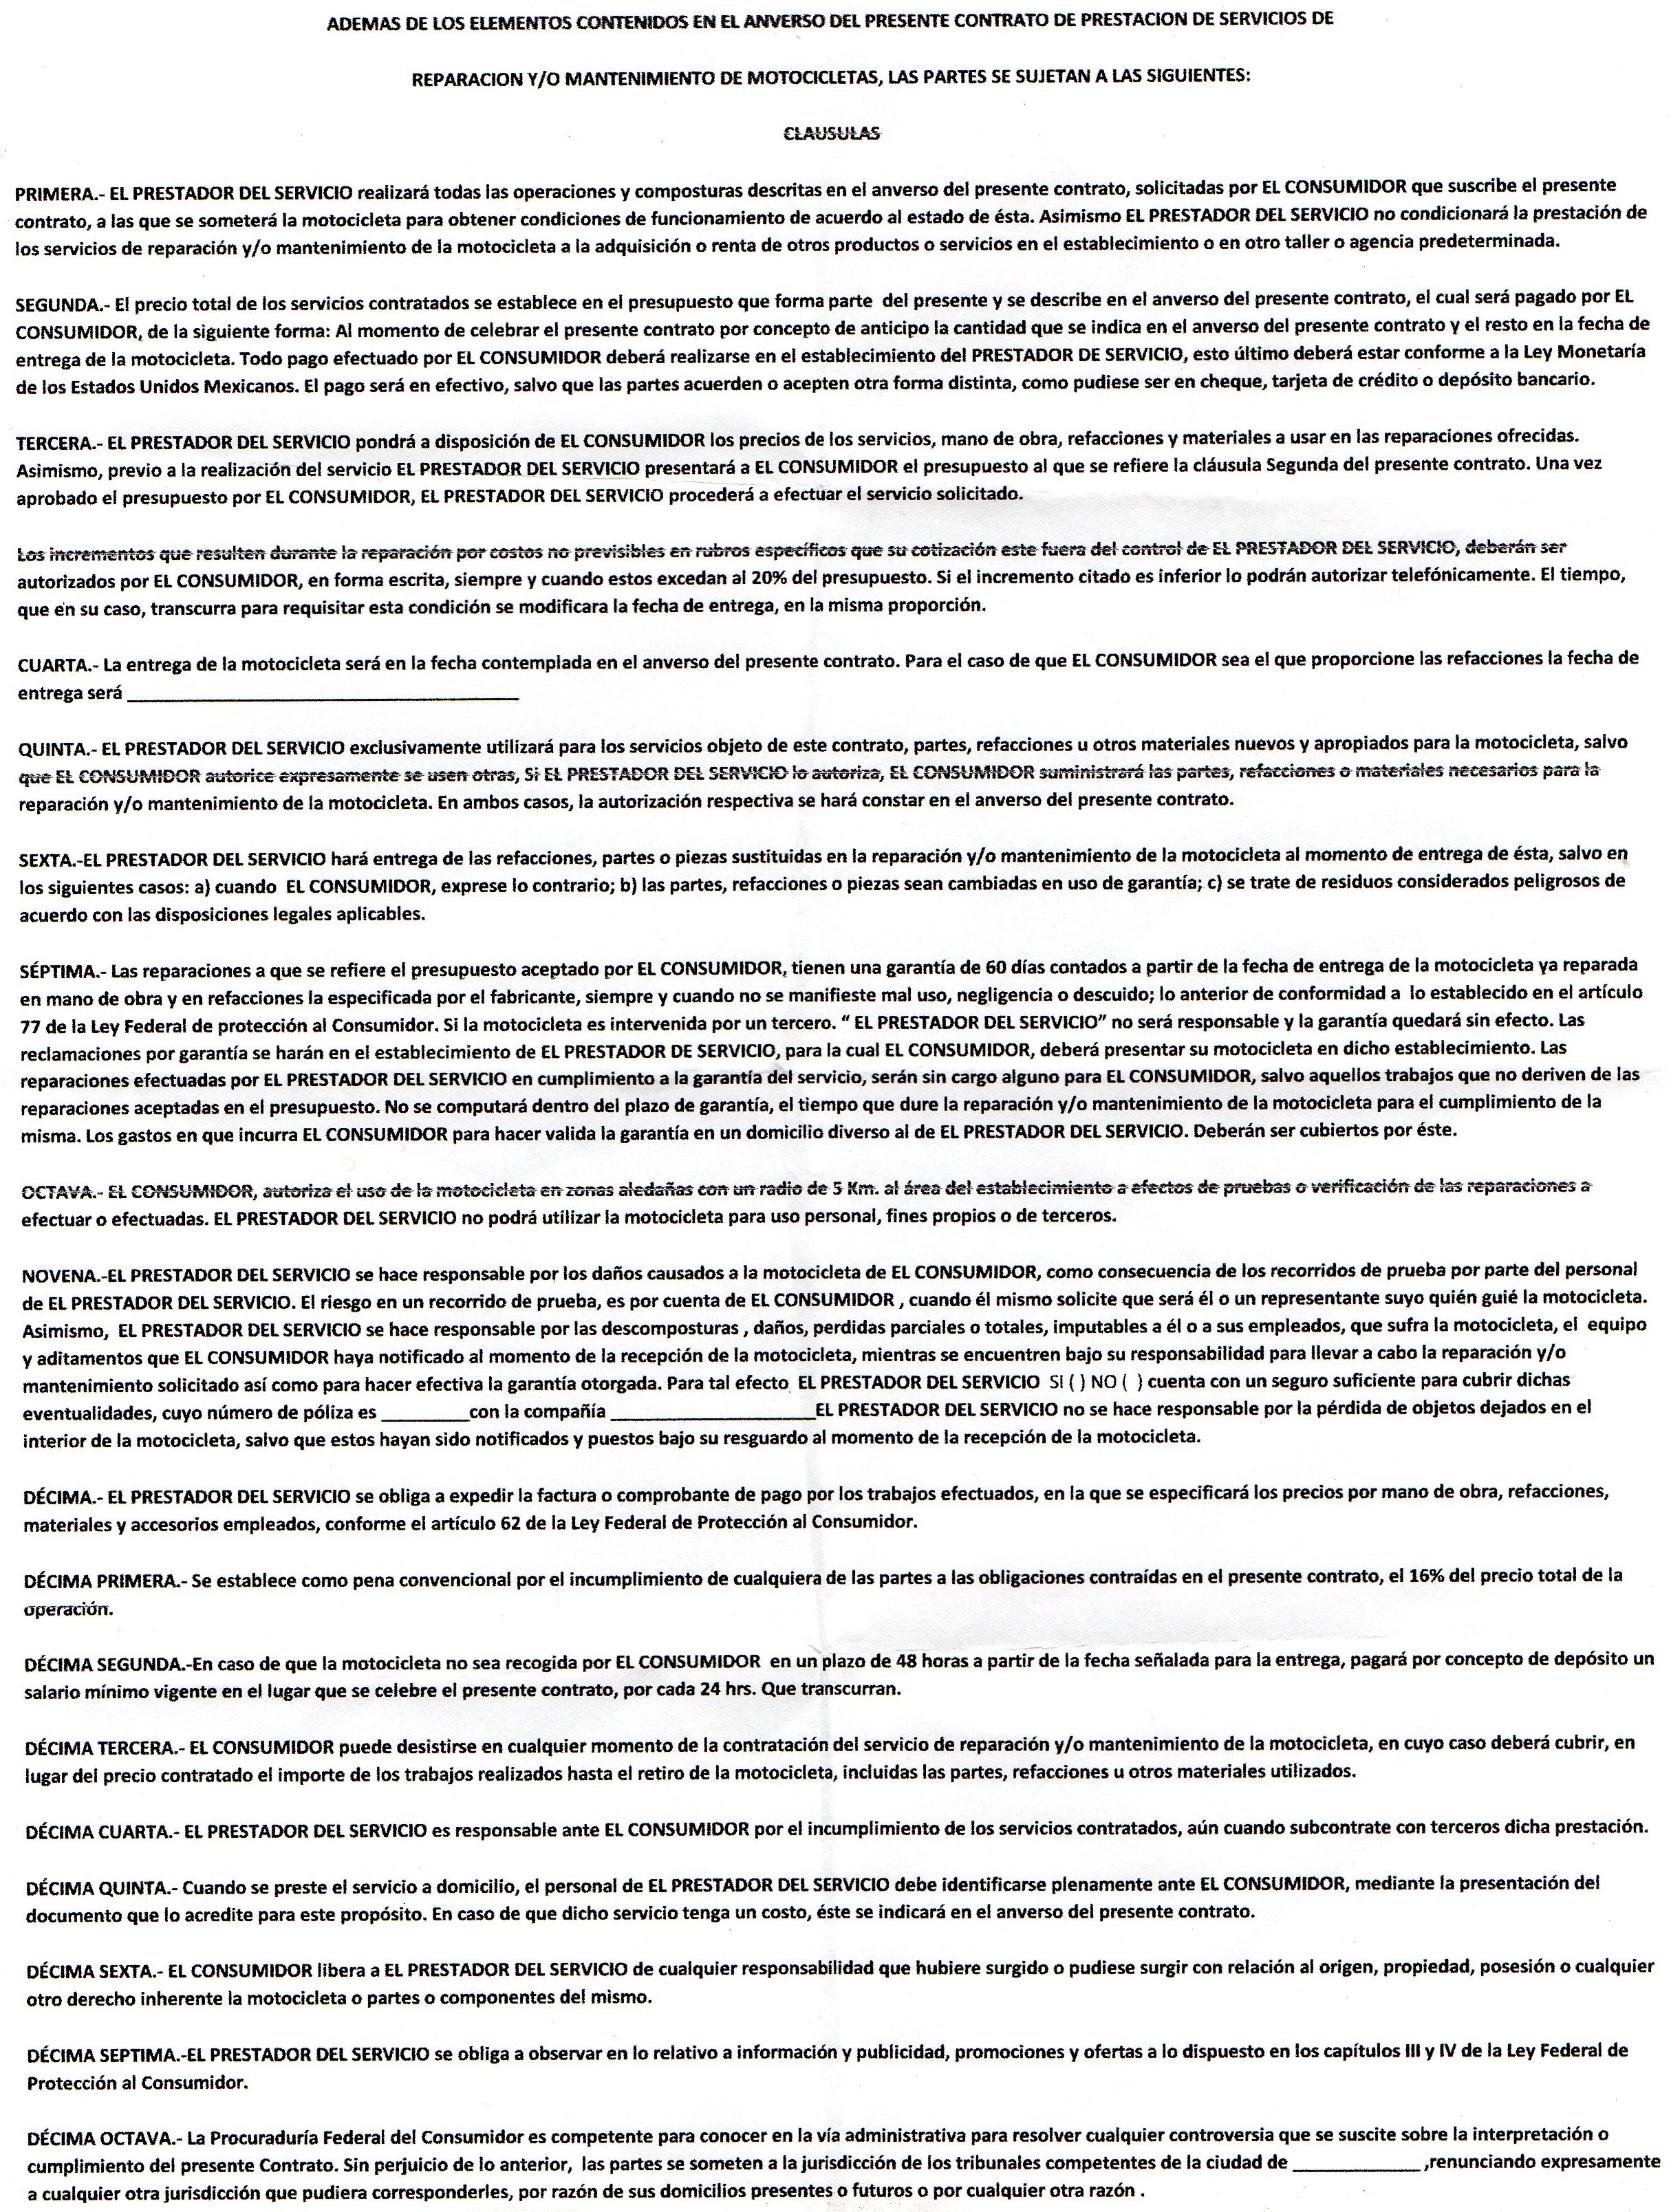 ADEMAS DE LOS ELEMENTOS CONTENIDOS EN EL ANVERSO DEL PRESENTE CONTRATO DE PRESTACION DE SERVICIOS DE
REPARACION Y/O MANTENIMIENTO DE MOTOCICLETAS, LAS PARTES SE SUJETAN A LAS SIGUIENTES:
CLAUSULAS
PRIMERA.- EL PRESTADOR DEL SERVICIO realizará todas las operaciones y composturas descritas en el anverso del presente contrato, solicitadas por EL CONSUMIDOR que suscribe el presente
contrato, a las que se someterá la motocicleta para obtener condiciones de funcionamiento de acuerdo al estado de ésta. Asimismo EL PRESTADOR DEL SERVICIO no condicionará la prestación de
los servicios de reparación y/o mantenimiento de la motocicleta a la adquisición o renta de otros productos o servicios en el establecimiento o en otro taller o agencia predeterminada.
SEGUNDA.- El precio total de los servicios contratados se establece en el presupuesto que forma parte del presente y se describe en el anverso del presente contrato, el cual será pagado por EL
CONSUMIDOR, de la siguiente forma: Al momento de celebrar el presente contrato por concepto de anticipo la cantidad que se indica en el anverso del presente contrato y el resto en la fecha de
entrega de la motocicleta. Todo pago efectuado por EL CONSUMIDOR deberá realizarse en el establecimiento del PRESTADOR DE SERVICIO, esto último deberá estar conforme a la Ley Monetaría
de los Estados Unidos Mexicanos. El pago será en efectivo, salvo que las partes acuerden o acepten otra forma distinta, como pudiese ser en cheque, tarjeta de crédito o depósito bancario.
TERCERA.- EL PRESTADOR DEL SERVICIO pondrá a disposición de EL CONSUMIDOR los precios de los servicios, mano de obra, refacciones y materiales a usar en las reparaciones ofrecidas.
Asimismo, previo a la realización del servicio EL PRESTADOR DEL SERVICIO presentará a EL CONSUMIDOR el presupuesto al que se refiere la cláusula Segunda del presente contrato. Una vez
aprobado el presupuesto por EL CONSUMIDOR, EL PRESTADOR DEL SERVICIO procederá a efectuar el servicio solicitado.
Los incrementos que resulten durante la reparación por costos no previsibles en rubros específicos que su cotización este fuera del control de EL PRESTADOR DEL SERVICIO, deberán ser
autorizados por EL CONSUMIDOR, en forma escrita, siempre y cuando estos excedan al 20% del presupuesto. Si el incremento citado es inferior lo podrán autorizar telefónicamente. El tiempo,
que en su caso, transcurra para requisitar esta condición se modificara la fecha de entrega, en la misma proporción.
CUARTA.- La entrega de la motocicleta será en la fecha contemplada en el anverso del presente contrato. Para el caso de que EL CONSUMIDOR sea el que proporcione las refacciones la fecha de
entrega será ____________________
QUINTA.- EL PRESTADOR DEL SERVICIO exclusivamente utilizará para los servicios objeto de este contrato, partes, refacciones u otros materiales nuevos y apropiados para la motocicleta, salvo
que EL CONSUMIDOR autorice expresamente se usen otras, Si EL PRESTADOR DEL SERVICIO lo autoriza, EL CONSUMIDOR suministrará las partes, refacciones o materiales necesarios para la
reparación y/o mantenimiento de la motocicleta. En ambos casos, la autorización respectiva se hará constar en el anverso del presente contrato.
SEXTA.-EL PRESTADOR DEL SERVICIO hará entrega de las refacciones, partes o piezas sustituidas en la reparación y/o mantenimiento de la motocicleta al momento de entrega de ésta, salvo en
los siguientes casos: a) cuando EL CONSUMIDOR, exprese lo contrario; b) las partes, refacciones o piezas sean cambiadas en uso de garantía; c) se trate de residuos considerados peligrosos de
acuerdo con las disposiciones legales aplicables.
SÉPTIMA.- Las reparaciones a que se refiere el presupuesto aceptado por EL CONSUMIDOR, tienen una garantía de 60 días contados a partir de la fecha de entrega de la motocicleta ya reparada
en mano de obra y en refacciones la especificada por el fabricante, siempre y cuando no se manifieste mal uso, negligencia o descuido; lo anterior de conformidad a lo establecido en el artículo
77 de la Ley Federal de protección al Consumidor. Si la motocicleta es intervenida por un tercero. “ EL PRESTADOR DEL SERVICIO” no será responsable y la garantía quedará sin efecto. Las
reclamaciones por garantía se harán en el establecimiento de EL PRESTADOR DE SERVICIO, para la cual EL CONSUMIDOR, deberá presentar su motocicleta en dicho establecimiento. Las
reparaciones efectuadas por EL PRESTADOR DEL SERVICIO en cumplimiento a la garantía del servicio, serán sin cargo alguno para EL CONSUMIDOR, salvo aquellos trabajos que no deriven de las
reparaciones aceptadas en el presupuesto. No se computará dentro del plazo de garantía, el tiempo que dure la reparación y/o mantenimiento de la motocicleta para el cumplimiento de la
misma. Los gastos en que incurra EL CONSUMIDOR para hacer valida la garantía en un domicilio diverso al de EL PRESTADOR DEL SERVICIO. Deberán ser cubiertos por éste.
OCTAVA.- EL CONSUMIDOR, autoriza el uso de la motocicleta en zonas aledañas con un radio de 5 Km. al área del establecimiento a efectos de pruebas o verificación de las reparaciones a
efectuar o efectuadas. EL PRESTADOR DEL SERVICIO no podrá utilizar la motocicleta para uso personal, fines propios o de terceros.
NOVENA.-EL PRESTADOR DEL SERVICIO se hace responsable por los daños causados a la motocicleta de EL CONSUMIDOR, como consecuencia de los recorridos de prueba por parte del personal
de EL PRESTADOR DEL SERVICIO. El riesgo en un recorrido de prueba, es por cuenta de EL CONSUMIDOR , cuando él mismo solicite que será él o un representante suyo quién guié la motocicleta.
Asimismo, EL PRESTADOR DEL SERVICIO se hace responsable por las descomposturas , daños, perdidas parciales o totales, imputables a él o a sus empleados, que sufra la motocicleta, el equipo
y aditamentos que EL CONSUMIDOR haya notificado al momento de la recepción de la motocicleta, mientras se encuentren bajo su responsabilidad para llevar a cabo la reparación y/o
mantenimiento solicitado así como para hacer efectiva la garantía otorgada. Para tal efecto EL PRESTADOR DEL SERVICIO SI ( ) NO ( ) cuenta con un seguro suficiente para cubrir dichas
eventualidades, cuyo número de póliza es ________con la compañía __________________EL PRESTADOR DEL SERVICIO no se hace responsable por la pérdida de objetos dejados en el
interior de la motocicleta, salvo que estos hayan sido notificados y puestos bajo su resguardo al momento de la recepción de la motocicleta.
DÉCIMA.- EL PRESTADOR DEL SERVICIO se obliga a expedir la factura o comprobante de pago por los trabajos efectuados, en la que se especificará los precios por mano de obra, refacciones,
materiales y accesorios empleados, conforme el artículo 62 de la Ley Federal de Protección al Consumidor.
DÉCIMA PRIMERA.- Se establece como pena convencional por el incumplimiento de cualquiera de las partes a las obligaciones contraídas en el presente contrato, el 16% del precio total de la
operación.
DÉCIMA SEGUNDA.-En caso de que la motocicleta no sea recogida por EL CONSUMIDOR en un plazo de 48 horas a partir de la fecha señalada para la entrega, pagará por concepto de depósito un
salario mínimo vigente en el lugar que se celebre el presente contrato, por cada 24 hrs. Que transcurran.
DÉCIMA TERCERA.- EL CONSUMIDOR puede desistirse en cualquier momento de la contratación del servicio de reparación y/o mantenimiento de la motocicleta, en cuyo caso deberá cubrir, en
lugar del precio contratado el importe de los trabajos realizados hasta el retiro de la motocicleta, incluidas las partes, refacciones u otros materiales utilizados.
DÉCIMA CUARTA.- EL PRESTADOR DEL SERVICIO es responsable ante EL CONSUMIDOR por el incumplimiento de los servicios contratados, aún cuando subcontrate con terceros dicha prestación.
DÉCIMA QUINTA.- Cuando se preste el servicio a domicilio, el personal de EL PRESTADOR DEL SERVICIO debe identificarse plenamente ante EL CONSUMIDOR, mediante la presentación del
documento que lo acredite para este propósito. En caso de que dicho servicio tenga un costo, éste se indicará en el anverso del presente contrato.
DÉCIMA SEXTA.- EL CONSUMIDOR libera a EL PRESTADOR DEL SERVICIO de cualquier responsabilidad que hubiere surgido o pudiese surgir con relación al origen, propiedad, posesión o cualquier
otro derecho inherente la motocicleta o partes o componentes del mismo.
DÉCIMA SEPTIMA.-EL PRESTADOR DEL SERVICIO se obliga a observar en lo relativo a información y publicidad, promociones y ofertas a lo dispuesto en los capítulos III y IV de la Ley Federal de
Protección al Consumidor.
DÉCIMA OCTAVA.- La Procuraduría Federal del Consumidor es competente para conocer en la vía administrativa para resolver cualquier controversia que se suscite sobre la interpretación o
cumplimiento del presente Contrato. Sin perjuicio de lo anterior, las partes se someten a la jurisdicción de los tribunales competentes de la ciudad de ____________ ,renunciando expresamente
a cualquier otra jurisdicción que pudiera corresponderles, por razón de sus domicilios presentes o futuros o por cualquier otra razón .